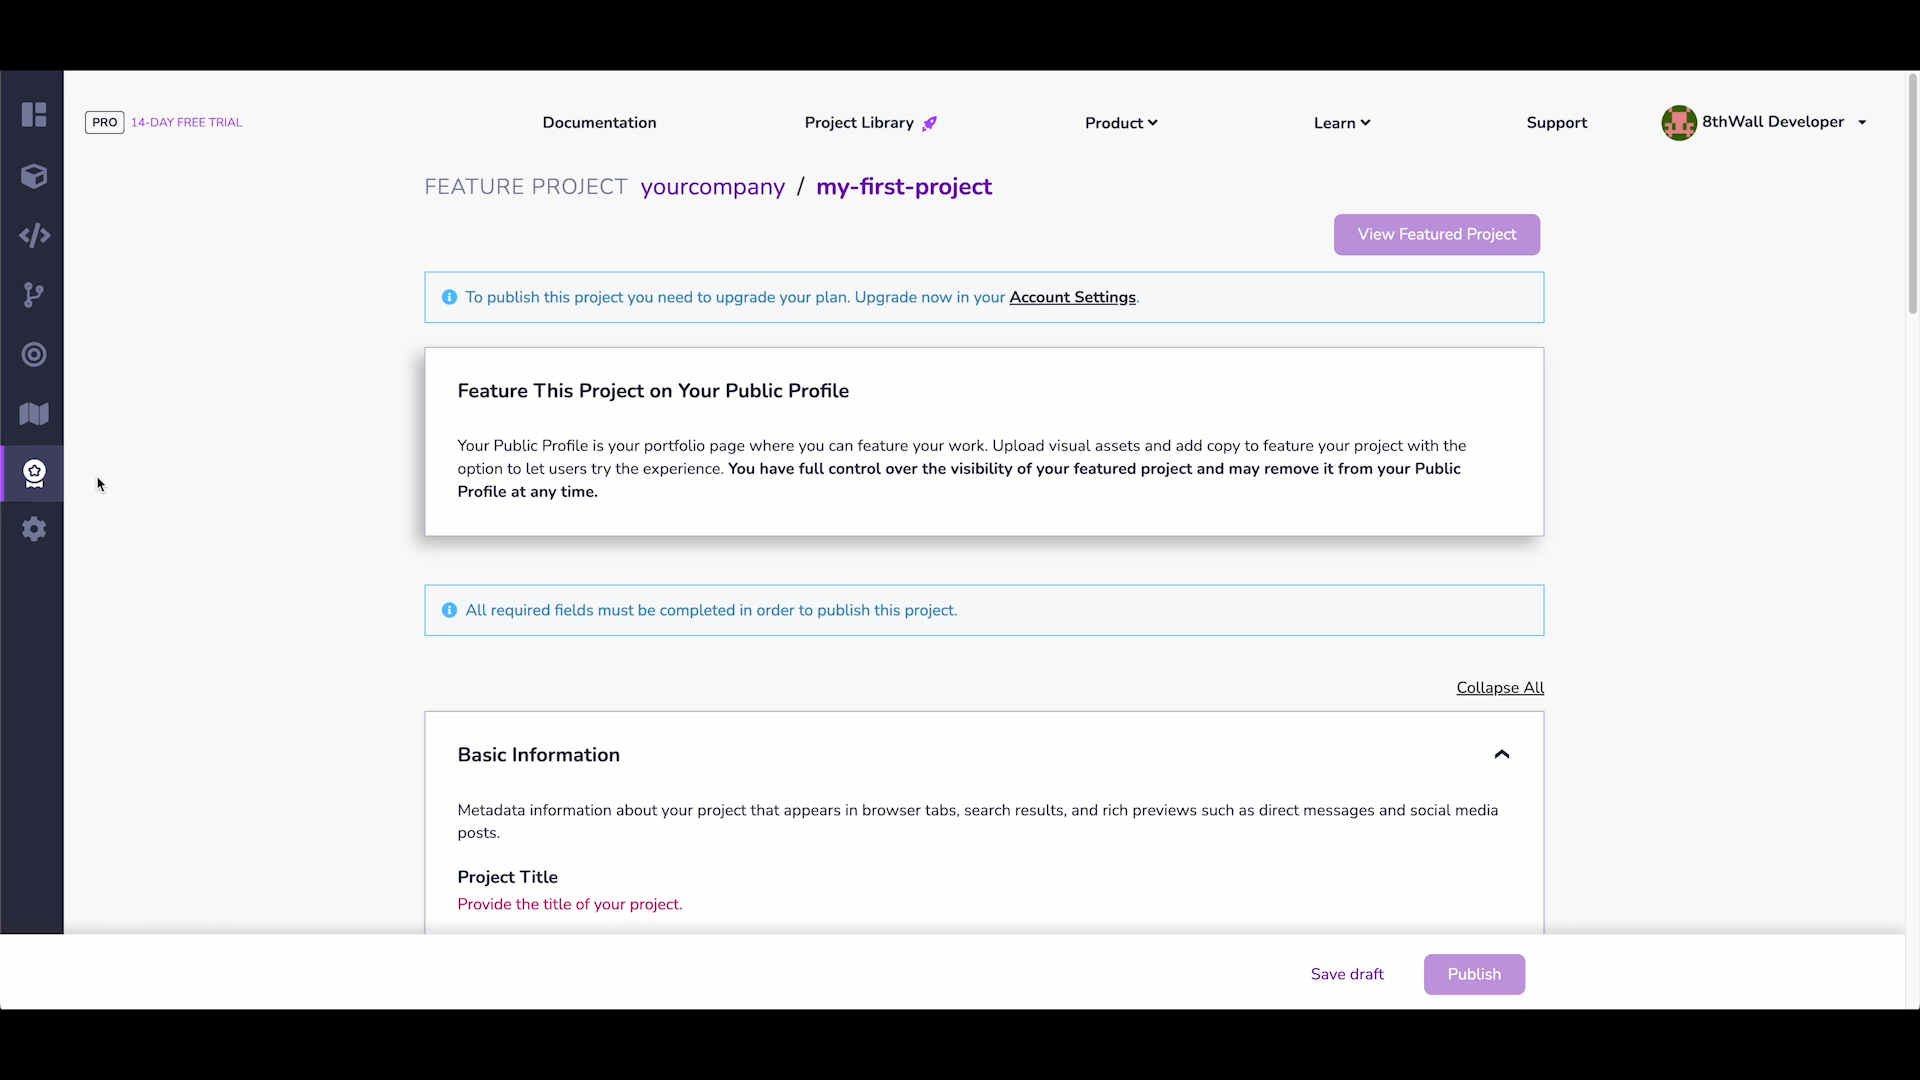 PRO 14-DAY FREE TRIAL Documentation Project Library Product Learn Support 8thWall Developer
FEATURE PROJECT yourcompany / my-first-project
View Featured Project
To publish this project you need to upgrade your plan. Upgrade now in your Account Settings.
Feature This Project on Your Public Profile
Your Public Profile is your portfolio page where you can feature your work. Upload visual assets and add copy to feature your project with the
option to let users try the experience. You have full control over the visibility of your featured project and may remove it from your Public
Profile at any time.
All required fields must be completed in order to publish this project.
Collapse All
Basic Information
Metadata information about your project that appears in browser tabs, search results, and rich previews such as direct messages and social media
posts.
Project Title
Provide the title of your project.
Save draft Publish